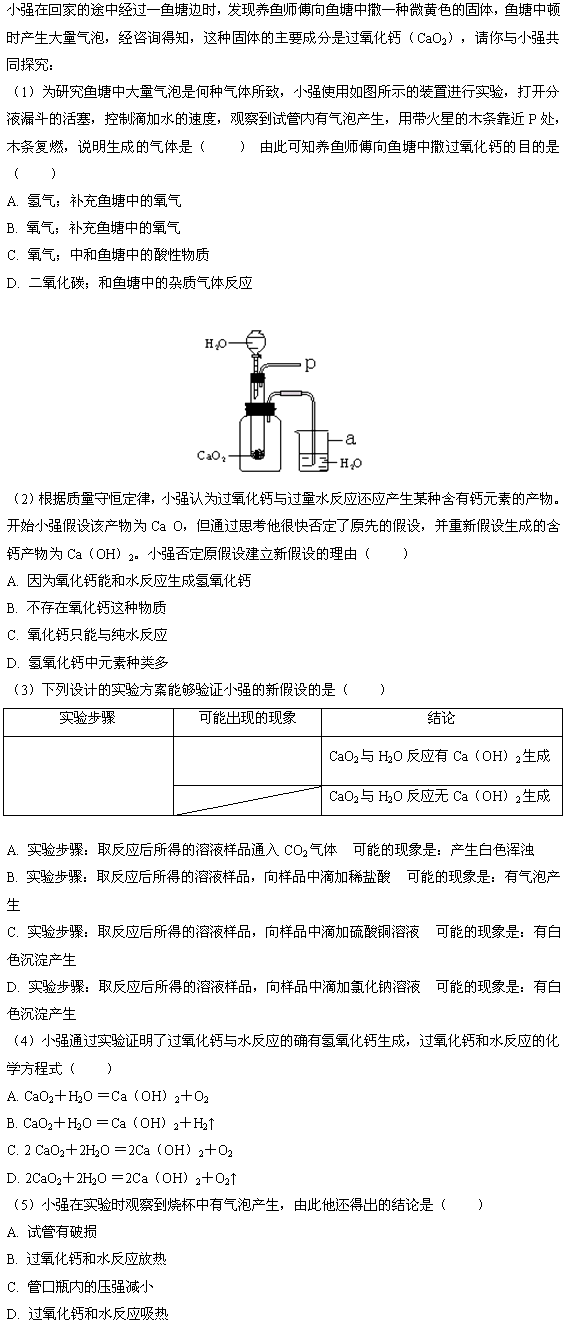 小强在回家的途中经过一鱼塘边时，发现养鱼师傅向鱼塘中撒一种微黄色的固体，鱼塘中顿
时产生大量气泡，经咨询得知，这种固体的主要成分是过氧化钙（CaO₂），请你与小强共
同探究：
（1）为研究鱼塘中大量气泡是何种气体所致，小强使用如图所示的装置进行实验，打开分
液漏斗的活塞，控制滴加水的速度，观察到试管内有气泡产生，用带火星的木条靠近 P 处，
木条复燃，说明生成的气体是（　　） 由此可知养鱼师傅向鱼塘中撒过氧化钙的目的是
（　　）
A. 氢气；补充鱼塘中的氧气
B. 氧气；补充鱼塘中的氧气
C. 氧气；中和鱼塘中的酸性物质
D. 二氧化碳；和鱼塘中的杂质气体反应
H₂O
p
a
CaO₂
H₂O
（2）根据质量守恒定律，小强认为过氧化钙与过量水反应还应产生某种含有钙元素的产物。
开始小强假设该产物为 Ca O，但通过思考他很快否定了原先的假设，并重新假设生成的含
钙产物为 Ca（OH）₂。小强否定原假设建立新假设的理由（　　）
A. 因为氧化钙能和水反应生成氢氧化钙
B. 不存在氧化钙这种物质
C. 氧化钙只能与纯水反应
D. 氢氧化钙中元素种类多
（3）下列设计的实验方案能够验证小强的新假设的是（　　）
实验步骤 可能出现的现象 结论
CaO₂与 H₂O 反应有 Ca（OH）₂生成
CaO₂与 H₂O 反应无 Ca（OH）₂生成
A. 实验步骤：取反应后所得的溶液样品通入 CO₂气体　可能的现象是：产生白色浑浊
B. 实验步骤：取反应后所得的溶液样品，向样品中滴加稀盐酸　可能的现象是：有气泡产
生
C. 实验步骤：取反应后所得的溶液样品，向样品中滴加硫酸铜溶液　可能的现象是：有白
色沉淀产生
D. 实验步骤：取反应后所得的溶液样品，向样品中滴加氯化钠溶液　可能的现象是：有白
色沉淀产生
（4）小强通过实验证明了过氧化钙与水反应的确有氢氧化钙生成，过氧化钙和水反应的化
学方程式（　　）
A. CaO₂＋H₂O ＝Ca（OH）₂＋O₂
B. CaO₂＋H₂O ＝Ca（OH）₂＋H₂↑
C. 2 CaO₂＋2H₂O ＝2Ca（OH）₂＋O₂
D. 2CaO₂＋2H₂O ＝2Ca（OH）₂＋O₂↑
（5）小强在实验时观察到烧杯中有气泡产生，由此他还得出的结论是（　　）
A. 试管有破损
B. 过氧化钙和水反应放热
C. 管口瓶内的压强减小
D. 过氧化钙和水反应吸热